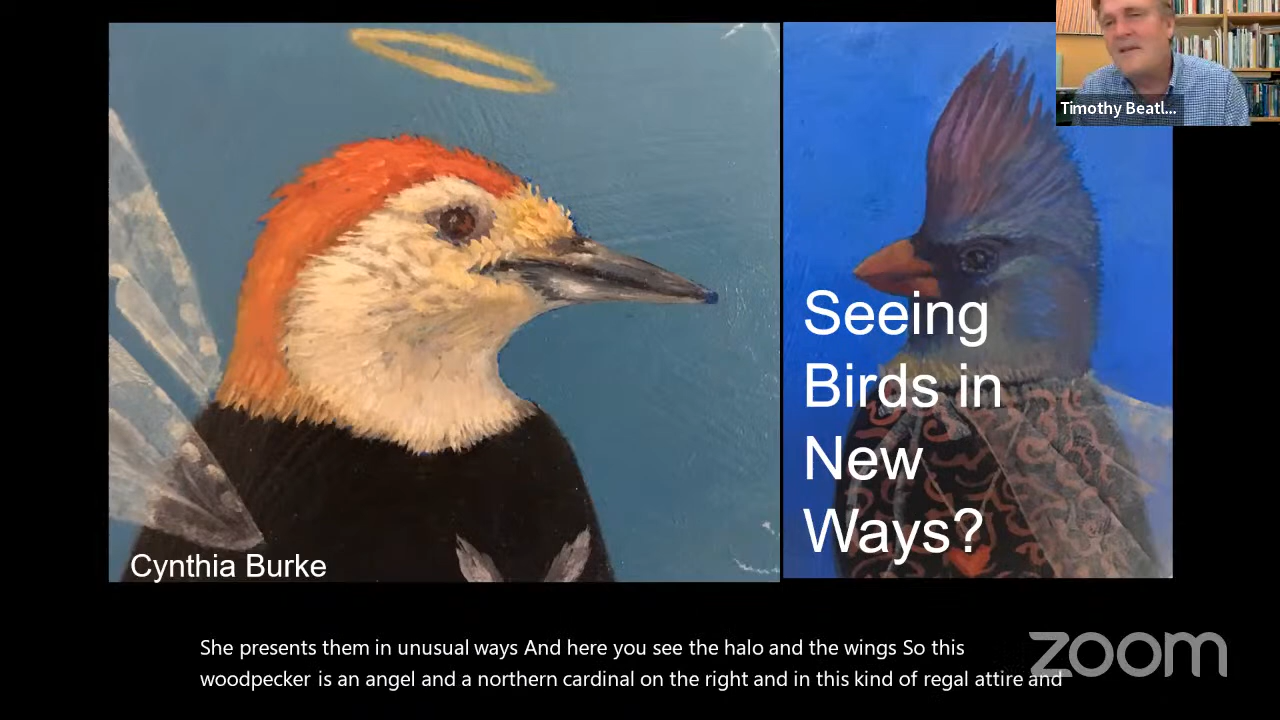 Timothy Beatl...
Seeing
Birds in
New
Ways?
Cynthia Burke
She presents them in unusual ways And here you see the halo and the wings So this
woodpecker is an angel and a northern cardinal on the right and in this kind of regal attire and
zoom